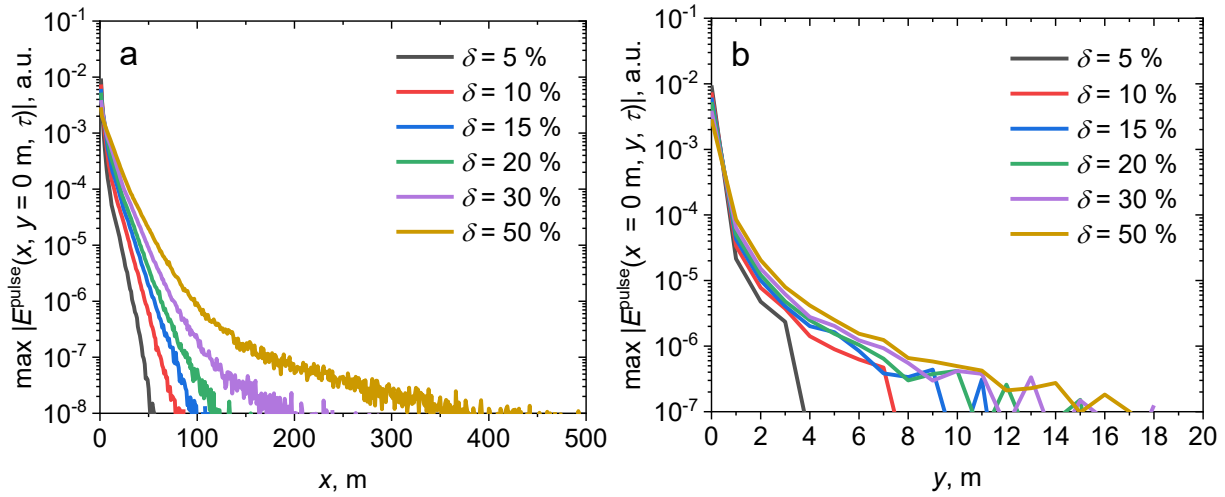 a
max |E^pulse(x, y = 0 m, τ)|, a.u.
10^-1
10^-2
10^-3
10^-4
10^-5
10^-6
10^-7
10^-8
δ = 5 %
δ = 10 %
δ = 15 %
δ = 20 %
δ = 30 %
δ = 50 %
0 100 200 300 400 500
x, m
b
max |E^pulse(x = 0 m, y, τ)|, a.u.
10^-1
10^-2
10^-3
10^-4
10^-5
10^-6
10^-7
δ = 5 %
δ = 10 %
δ = 15 %
δ = 20 %
δ = 30 %
δ = 50 %
0 2 4 6 8 10 12 14 16 18 20
y, m